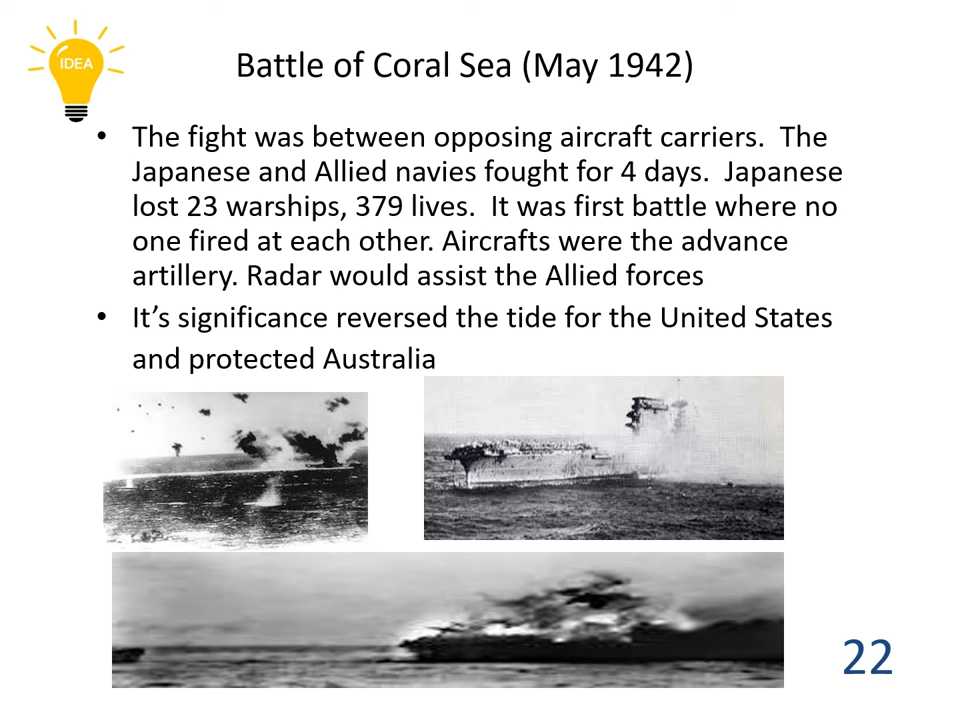 IDEA
Battle of Coral Sea (May 1942)
• The fight was between opposing aircraft carriers.  The
Japanese and Allied navies fought for 4 days.  Japanese
lost 23 warships, 379 lives.  It was first battle where no
one fired at each other. Aircrafts were the advance
artillery. Radar would assist the Allied forces
• It’s significance reversed the tide for the United States
and protected Australia
22